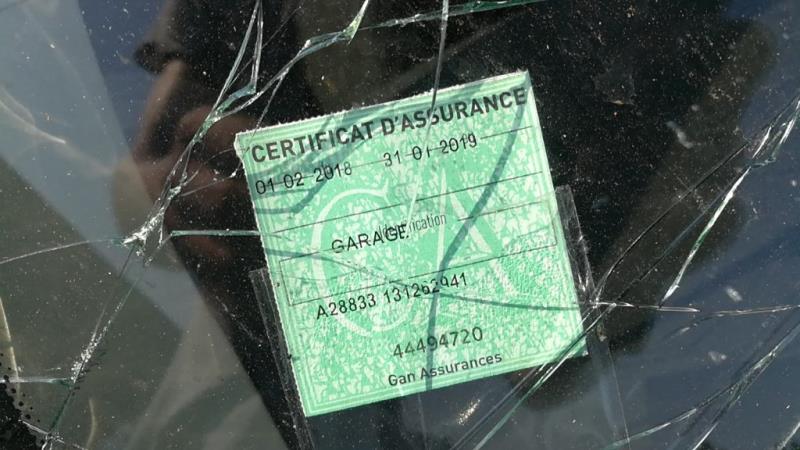 CERTIFICAT D'ASSURANCE
01 02 2018 31 01 2019
GARAGE
A28833 131262941
44494720
Gan Assurances